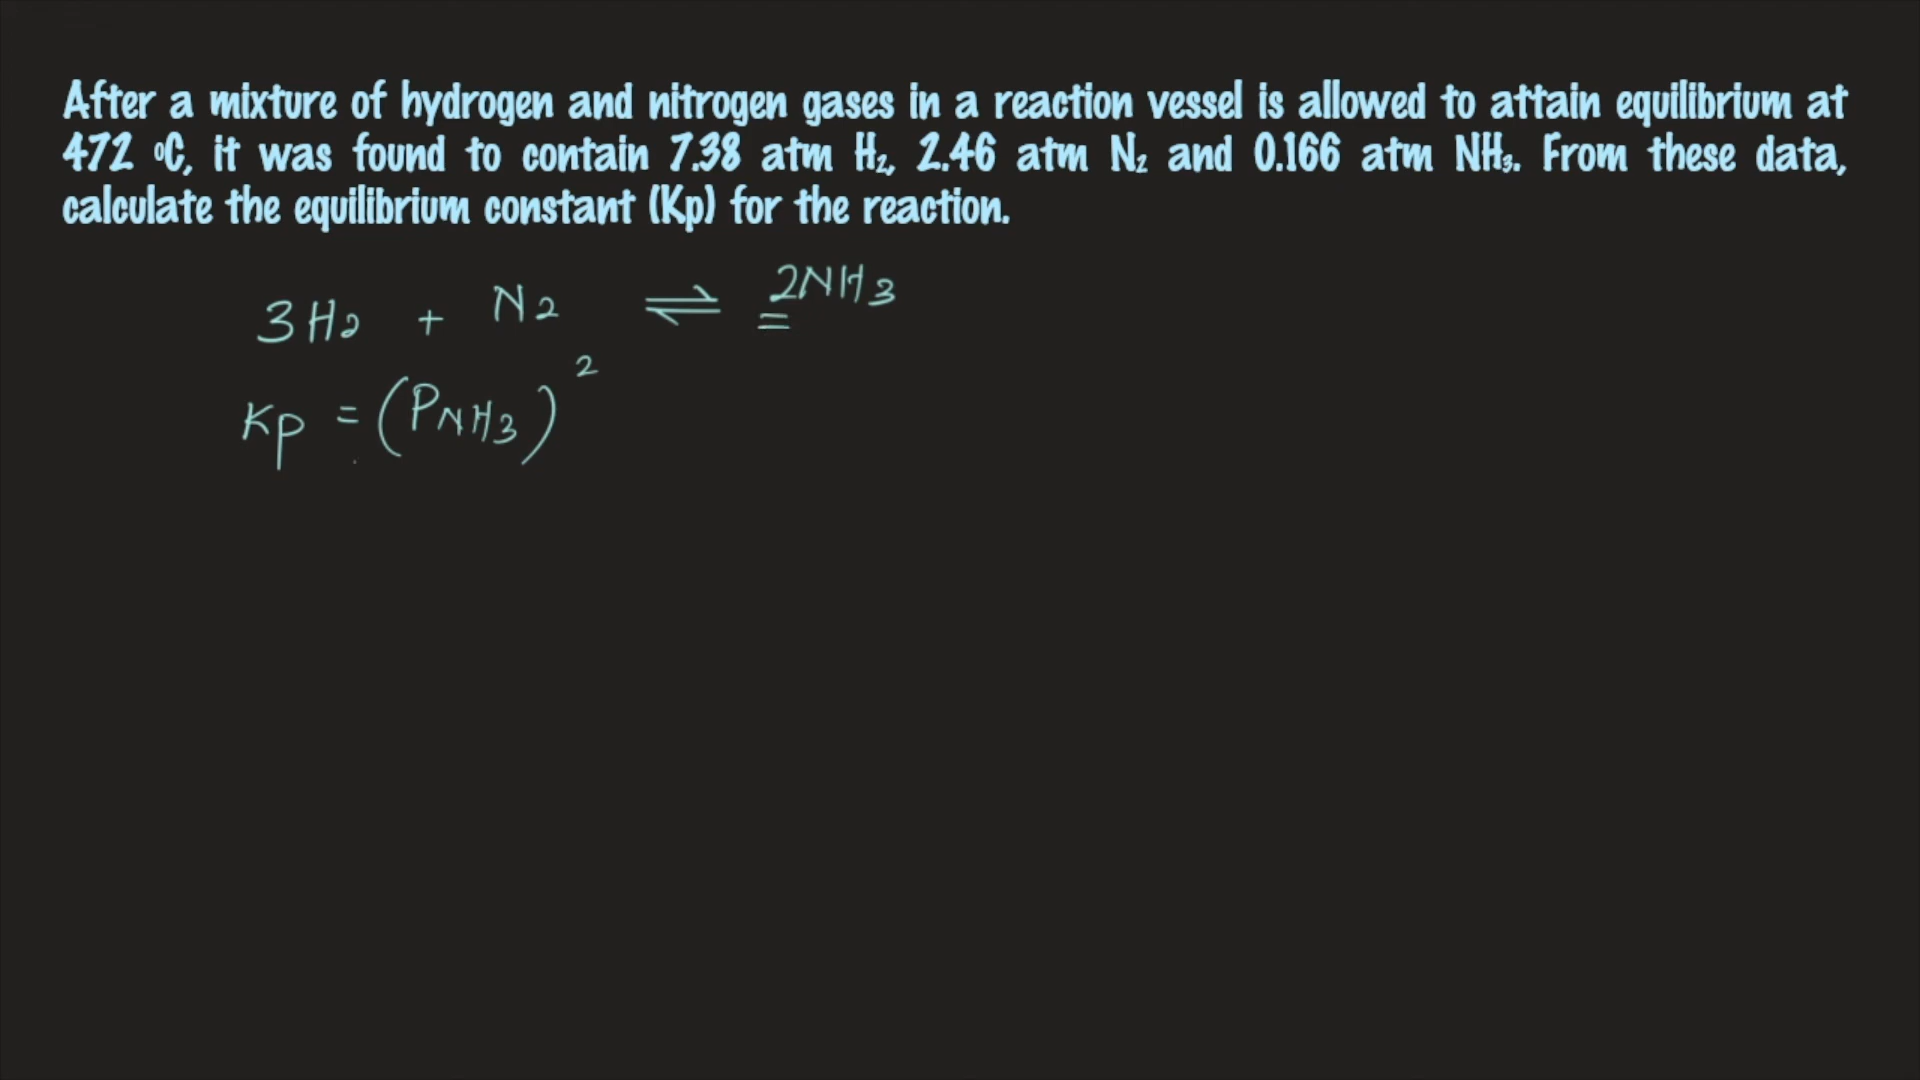 After a mixture of hydrogen and nitrogen gases in a reaction vessel is allowed to attain equilibrium at
472 ⁰C, it was found to contain 7.38 atm H₂, 2.46 atm N₂ and 0.166 atm NH₃. From these data,
calculate the equilibrium constant (Kp) for the reaction.
3H₂ + N₂ ⇌ 2NH₃
Kp = (PNH₃)²